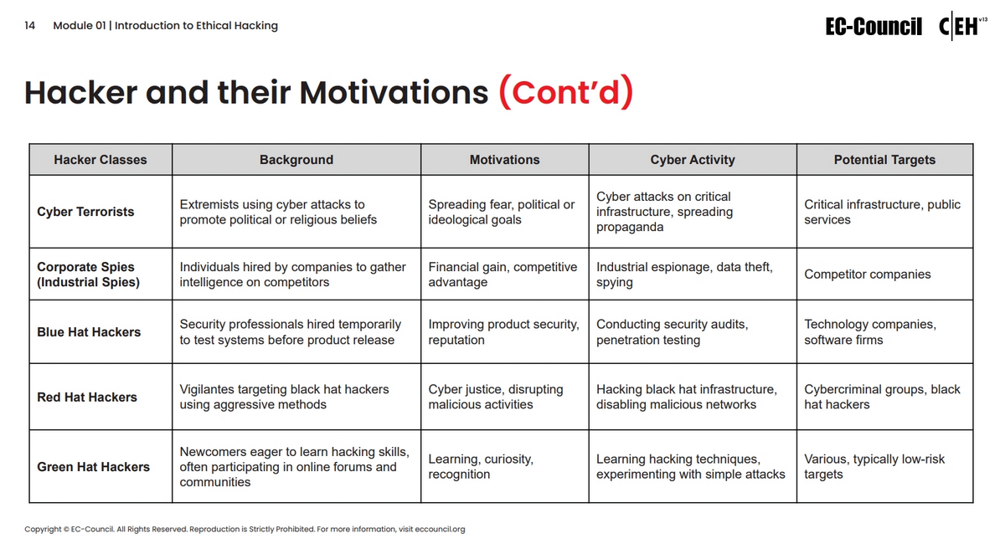 14 Module 01 | Introduction to Ethical Hacking
EC-Council C|EH v13
Hacker and their Motivations (Cont’d)
Hacker Classes
Background
Motivations
Cyber Activity
Potential Targets
Cyber Terrorists
Extremists using cyber attacks to
promote political or religious beliefs
Spreading fear, political or
ideological goals
Cyber attacks on critical
infrastructure, spreading
propaganda
Critical infrastructure, public
services
Corporate Spies
(Industrial Spies)
Individuals hired by companies to gather
intelligence on competitors
Financial gain, competitive
advantage
Industrial espionage, data theft,
spying
Competitor companies
Blue Hat Hackers
Security professionals hired temporarily
to test systems before product release
Improving product security,
reputation
Conducting security audits,
penetration testing
Technology companies,
software firms
Red Hat Hackers
Vigilantes targeting black hat hackers
using aggressive methods
Cyber justice, disrupting
malicious activities
Hacking black hat infrastructure,
disabling malicious networks
Cybercriminal groups, black
hat hackers
Green Hat Hackers
Newcomers eager to learn hacking skills,
often participating in online forums and
communities
Learning, curiosity,
recognition
Learning hacking techniques,
experimenting with simple attacks
Various, typically low-risk
targets
Copyright © EC-Council. All Rights Reserved. Reproduction is Strictly Prohibited. For more information, visit eccouncil.org